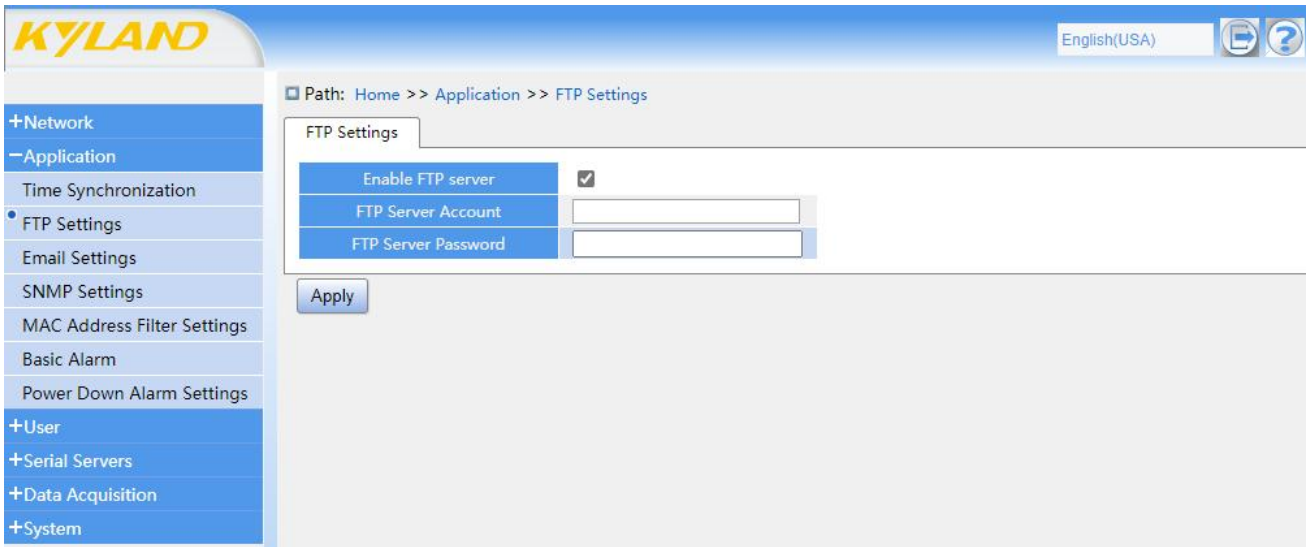 KYLAND
English(USA)
Path: Home >> Application >> FTP Settings
+Network
-Application
Time Synchronization
FTP Settings
Email Settings
SNMP Settings
MAC Address Filter Settings
Basic Alarm
Power Down Alarm Settings
+User
+Serial Servers
+Data Acquisition
+System
FTP Settings
Enable FTP server
FTP Server Account
FTP Server Password
Apply